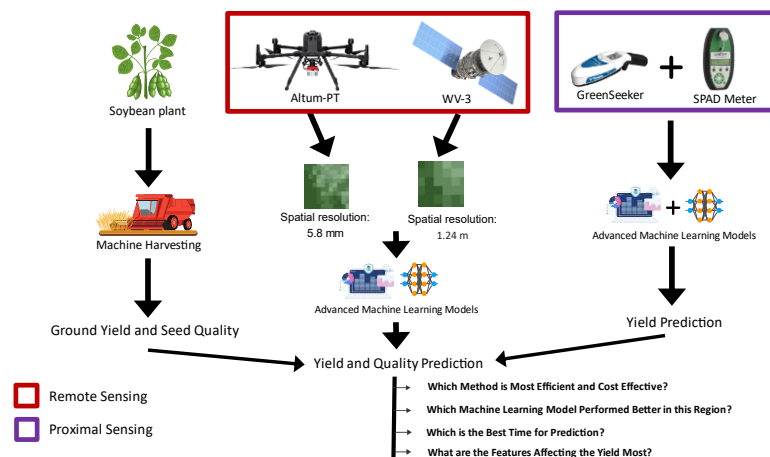 Altum-PT
WV-3
GreenSeeker
SPAD Meter
Soybean plant
Spatial resolution:
5.8 mm
Spatial resolution:
1.24 m
Machine Harvesting
Advanced Machine Learning Models
Advanced Machine Learning Models
Ground Yield and Seed Quality
Yield Prediction
Yield and Quality Prediction
Which Method is Most Efficient and Cost Effective?
Which Machine Learning Model Performed Better in this Region?
Which is the Best Time for Prediction?
What are the Features Affecting the Yield Most?
Remote Sensing
Proximal Sensing